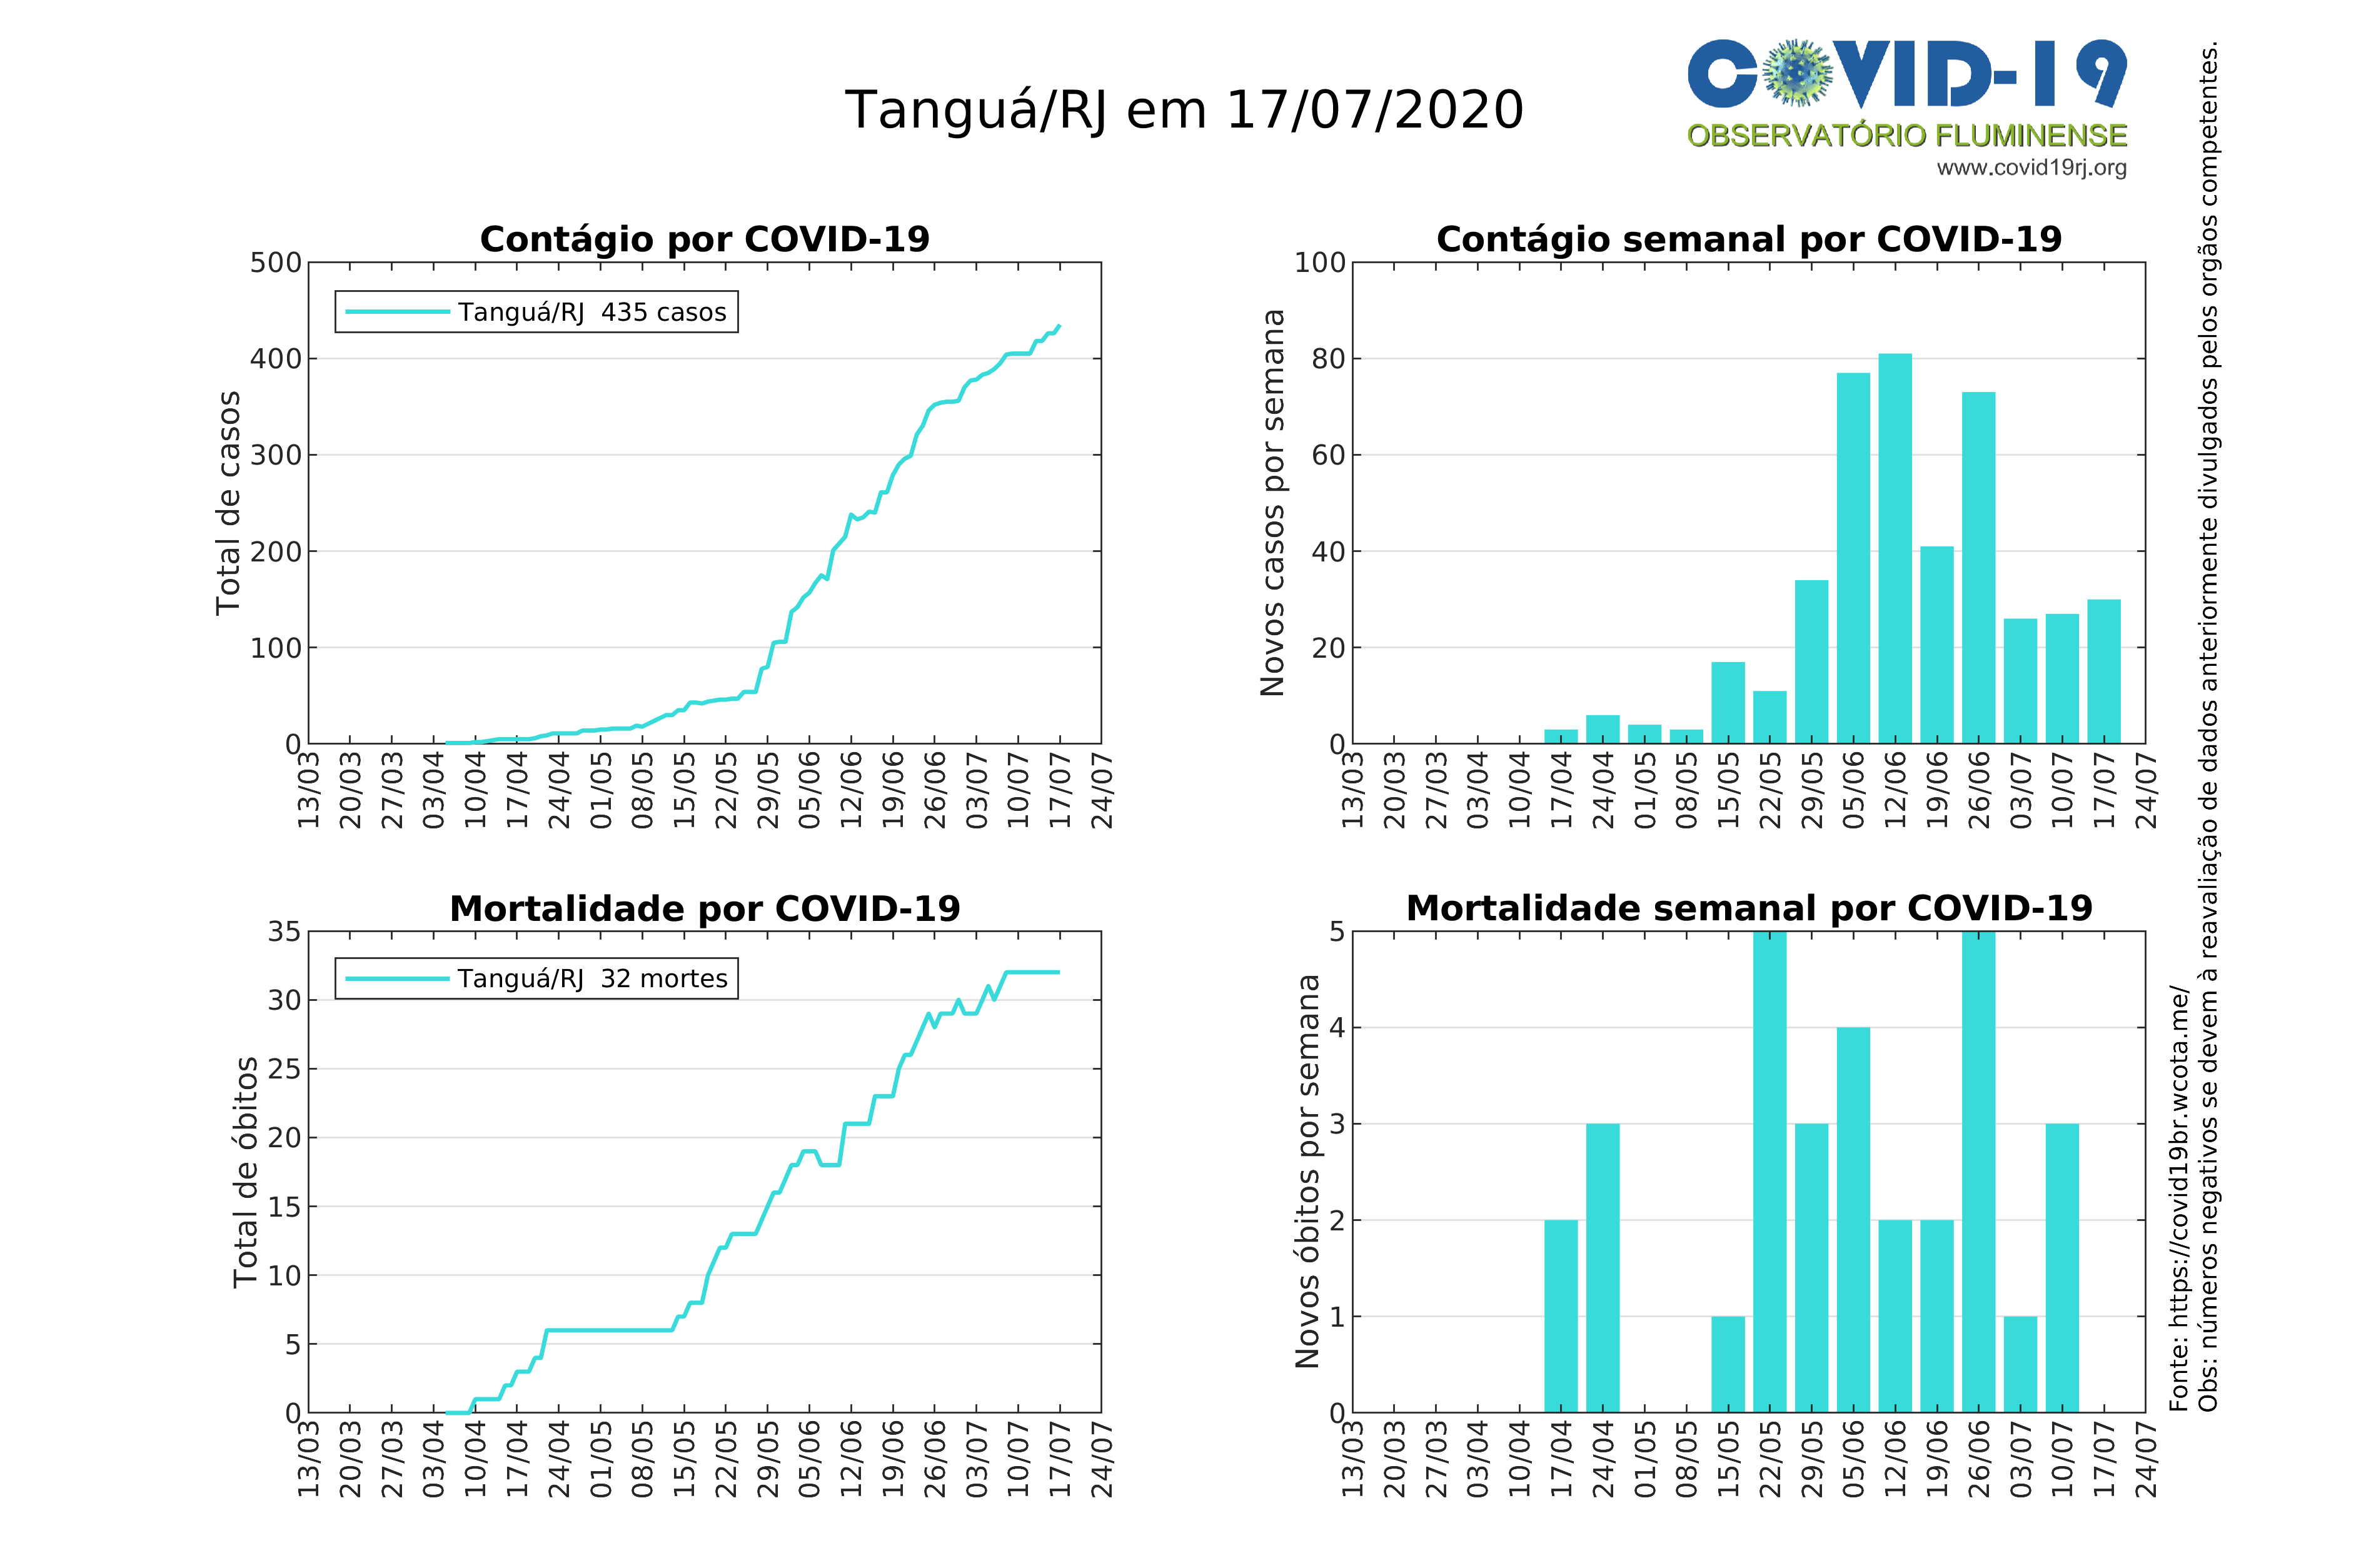 Tanguá/RJ em 17/07/2020
COVID-19
OBSERVATÓRIO FLUMINENSE
www.covid19rj.org
Contágio por COVID-19
Total de casos
500
400
300
200
100
0
Tanguá/RJ 435 casos
13/03 20/03 27/03 03/04 10/04 17/04 24/04 01/05 08/05 15/05 22/05 29/05 05/06 12/06 19/06 26/06 03/07 10/07 17/07 24/07
Contágio semanal por COVID-19
Novos casos por semana
100
80
60
40
20
0
13/03 20/03 27/03 03/04 10/04 17/04 24/04 01/05 08/05 15/05 22/05 29/05 05/06 12/06 19/06 26/06 03/07 10/07 17/07 24/07
Mortalidade por COVID-19
Total de óbitos
35
30
25
20
15
10
5
0
Tanguá/RJ 32 mortes
13/03 20/03 27/03 03/04 10/04 17/04 24/04 01/05 08/05 15/05 22/05 29/05 05/06 12/06 19/06 26/06 03/07 10/07 17/07 24/07
Mortalidade semanal por COVID-19
Novos óbitos por semana
5
4
3
2
1
0
13/03 20/03 27/03 03/04 10/04 17/04 24/04 01/05 08/05 15/05 22/05 29/05 05/06 12/06 19/06 26/06 03/07 10/07 17/07 24/07
Fonte: https://covid19br.wcota.me/
Obs: números negativos se devem à reavaliação de dados anteriormente divulgados pelos orgãos competentes.